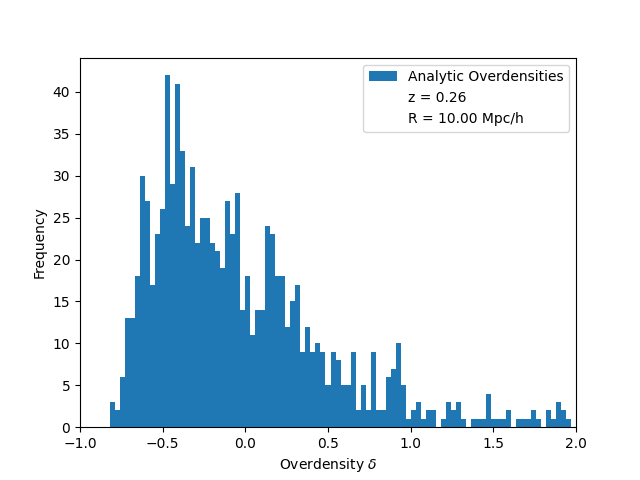 Analytic Overdensities
z = 0.26
R = 10.00 Mpc/h
40
35
30
25
20
15
10
5
0
Frequency
−1.0 −0.5 0.0 0.5 1.0 1.5 2.0
Overdensity δ